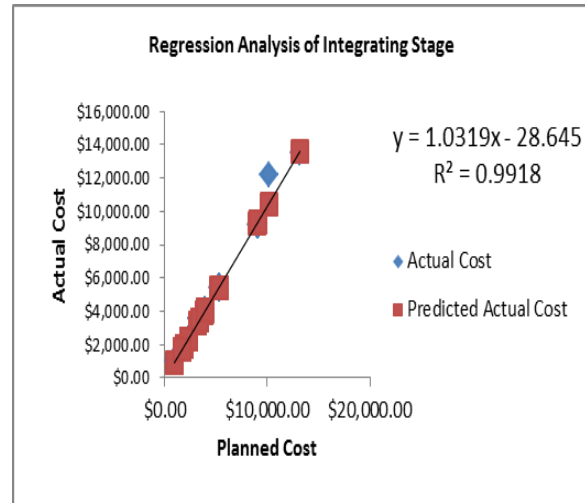 Regression Analysis of Integrating Stage
$16,000.00
$14,000.00
$12,000.00
$10,000.00
$8,000.00
$6,000.00
$4,000.00
$2,000.00
$0.00
Actual Cost
$0.00 $10,000.00 $20,000.00
Planned Cost
y = 1.0319x - 28.645
R² = 0.9918
Actual Cost
Predicted Actual Cost